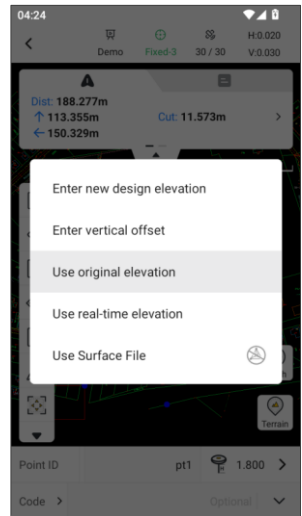 04:24
Demo
Fixed-3
30 / 30
H:0.020
V:0.030
Dist: 188.277m
113.355m
150.329m
Cut: 11.573m
Enter new design elevation
Enter vertical offset
Use original elevation
Use real-time elevation
Use Surface File
Terrain
Point ID
pt1
1.800
Code
Optional